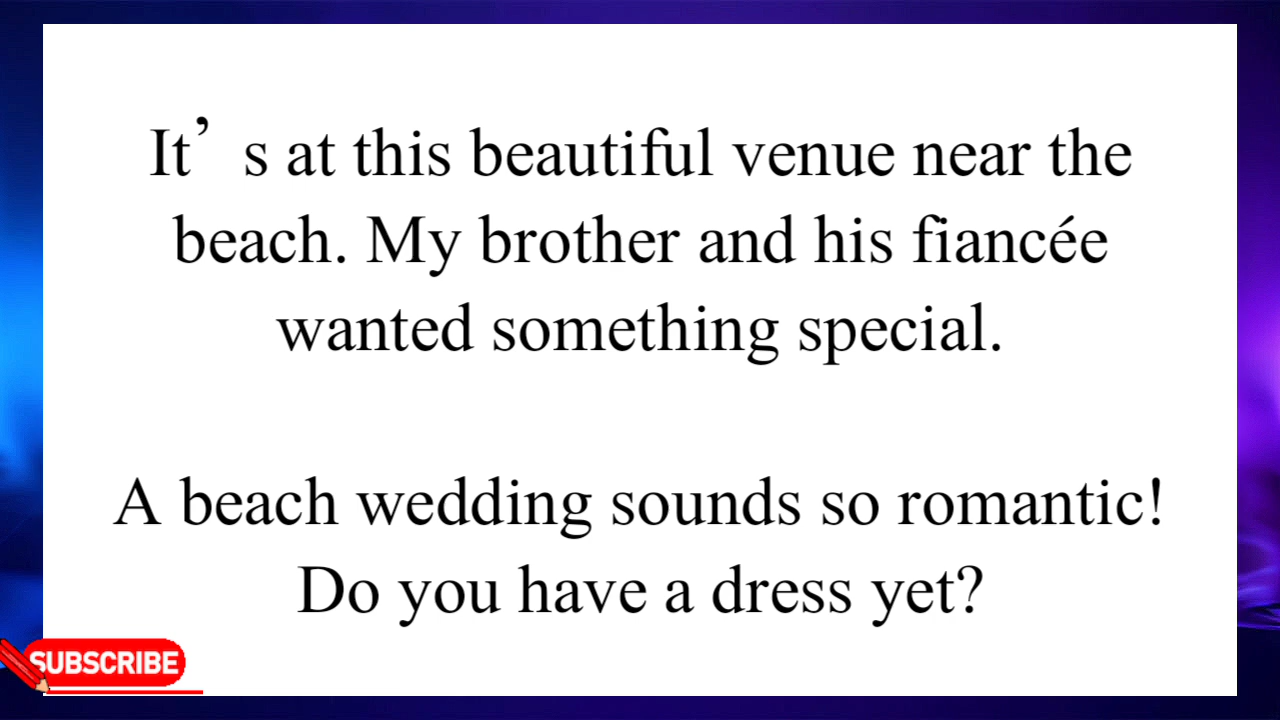 It’s at this beautiful venue near the
beach. My brother and his fiancée
wanted something special.
A beach wedding sounds so romantic!
Do you have a dress yet?
SUBSCRIBE